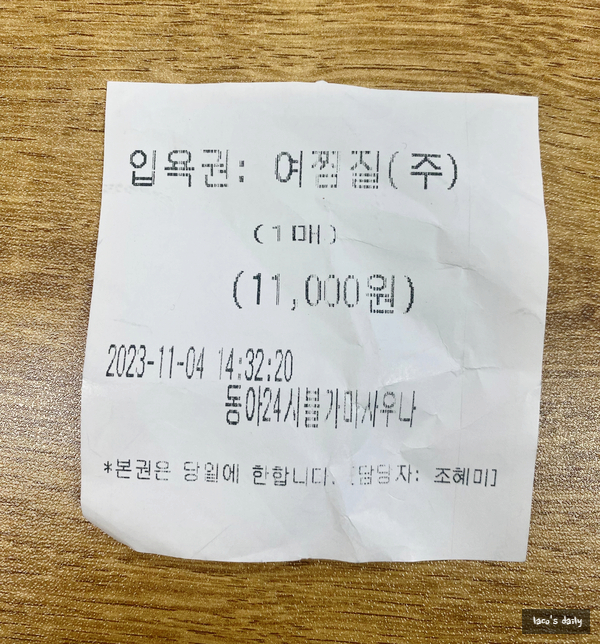 입욕권: 여찜질(주)
(1매)
(11,000원)
2023-11-04 14:32:20
동아24시불가마사우나
*본권은 당일에 한합니다. [담당자: 조혜미]
taco's daily